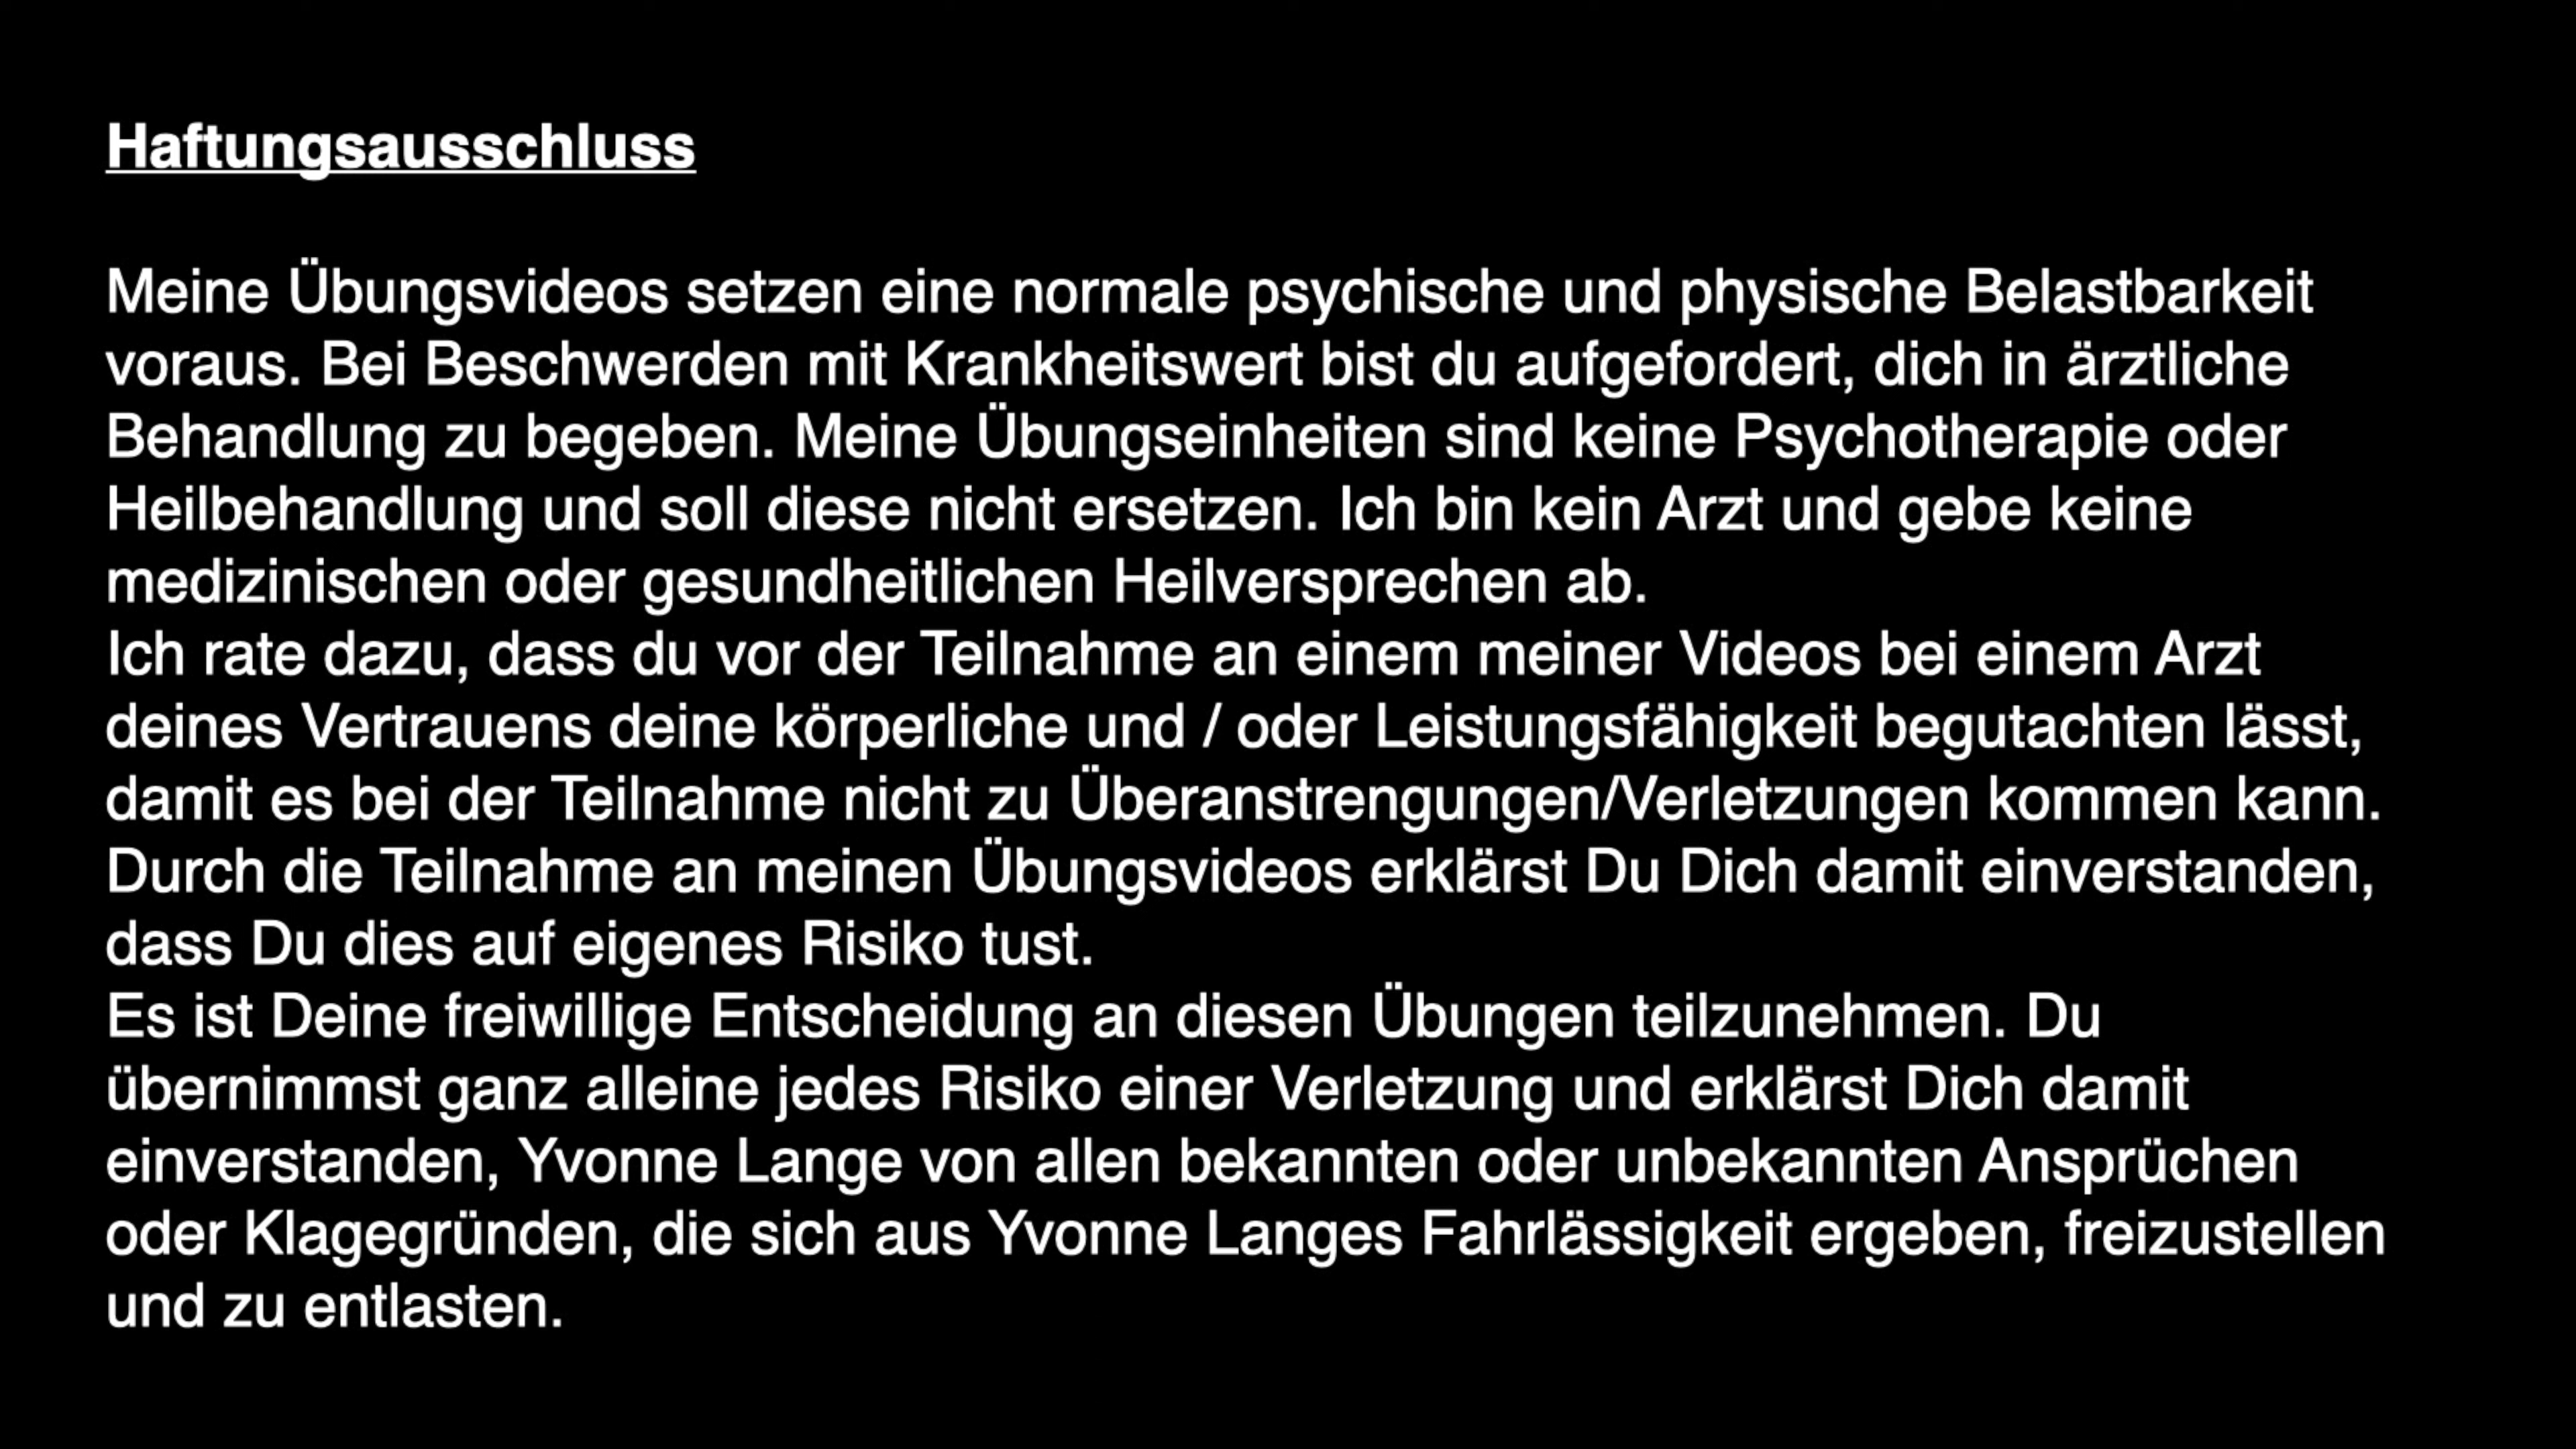 Haftungsausschluss
Meine Übungsvideos setzen eine normale psychische und physische Belastbarkeit
voraus. Bei Beschwerden mit Krankheitswert bist du aufgefordert, dich in ärztliche
Behandlung zu begeben. Meine Übungseinheiten sind keine Psychotherapie oder
Heilbehandlung und soll diese nicht ersetzen. Ich bin kein Arzt und gebe keine
medizinischen oder gesundheitlichen Heilversprechen ab.
Ich rate dazu, dass du vor der Teilnahme an einem meiner Videos bei einem Arzt
deines Vertrauens deine körperliche und / oder Leistungsfähigkeit begutachten lässt,
damit es bei der Teilnahme nicht zu Überanstrengungen/Verletzungen kommen kann.
Durch die Teilnahme an meinen Übungsvideos erklärst Du Dich damit einverstanden,
dass Du dies auf eigenes Risiko tust.
Es ist Deine freiwillige Entscheidung an diesen Übungen teilzunehmen. Du
übernimmst ganz alleine jedes Risiko einer Verletzung und erklärst Dich damit
einverstanden, Yvonne Lange von allen bekannten oder unbekannten Ansprüchen
oder Klagegründen, die sich aus Yvonne Langes Fahrlässigkeit ergeben, freizustellen
und zu entlasten.